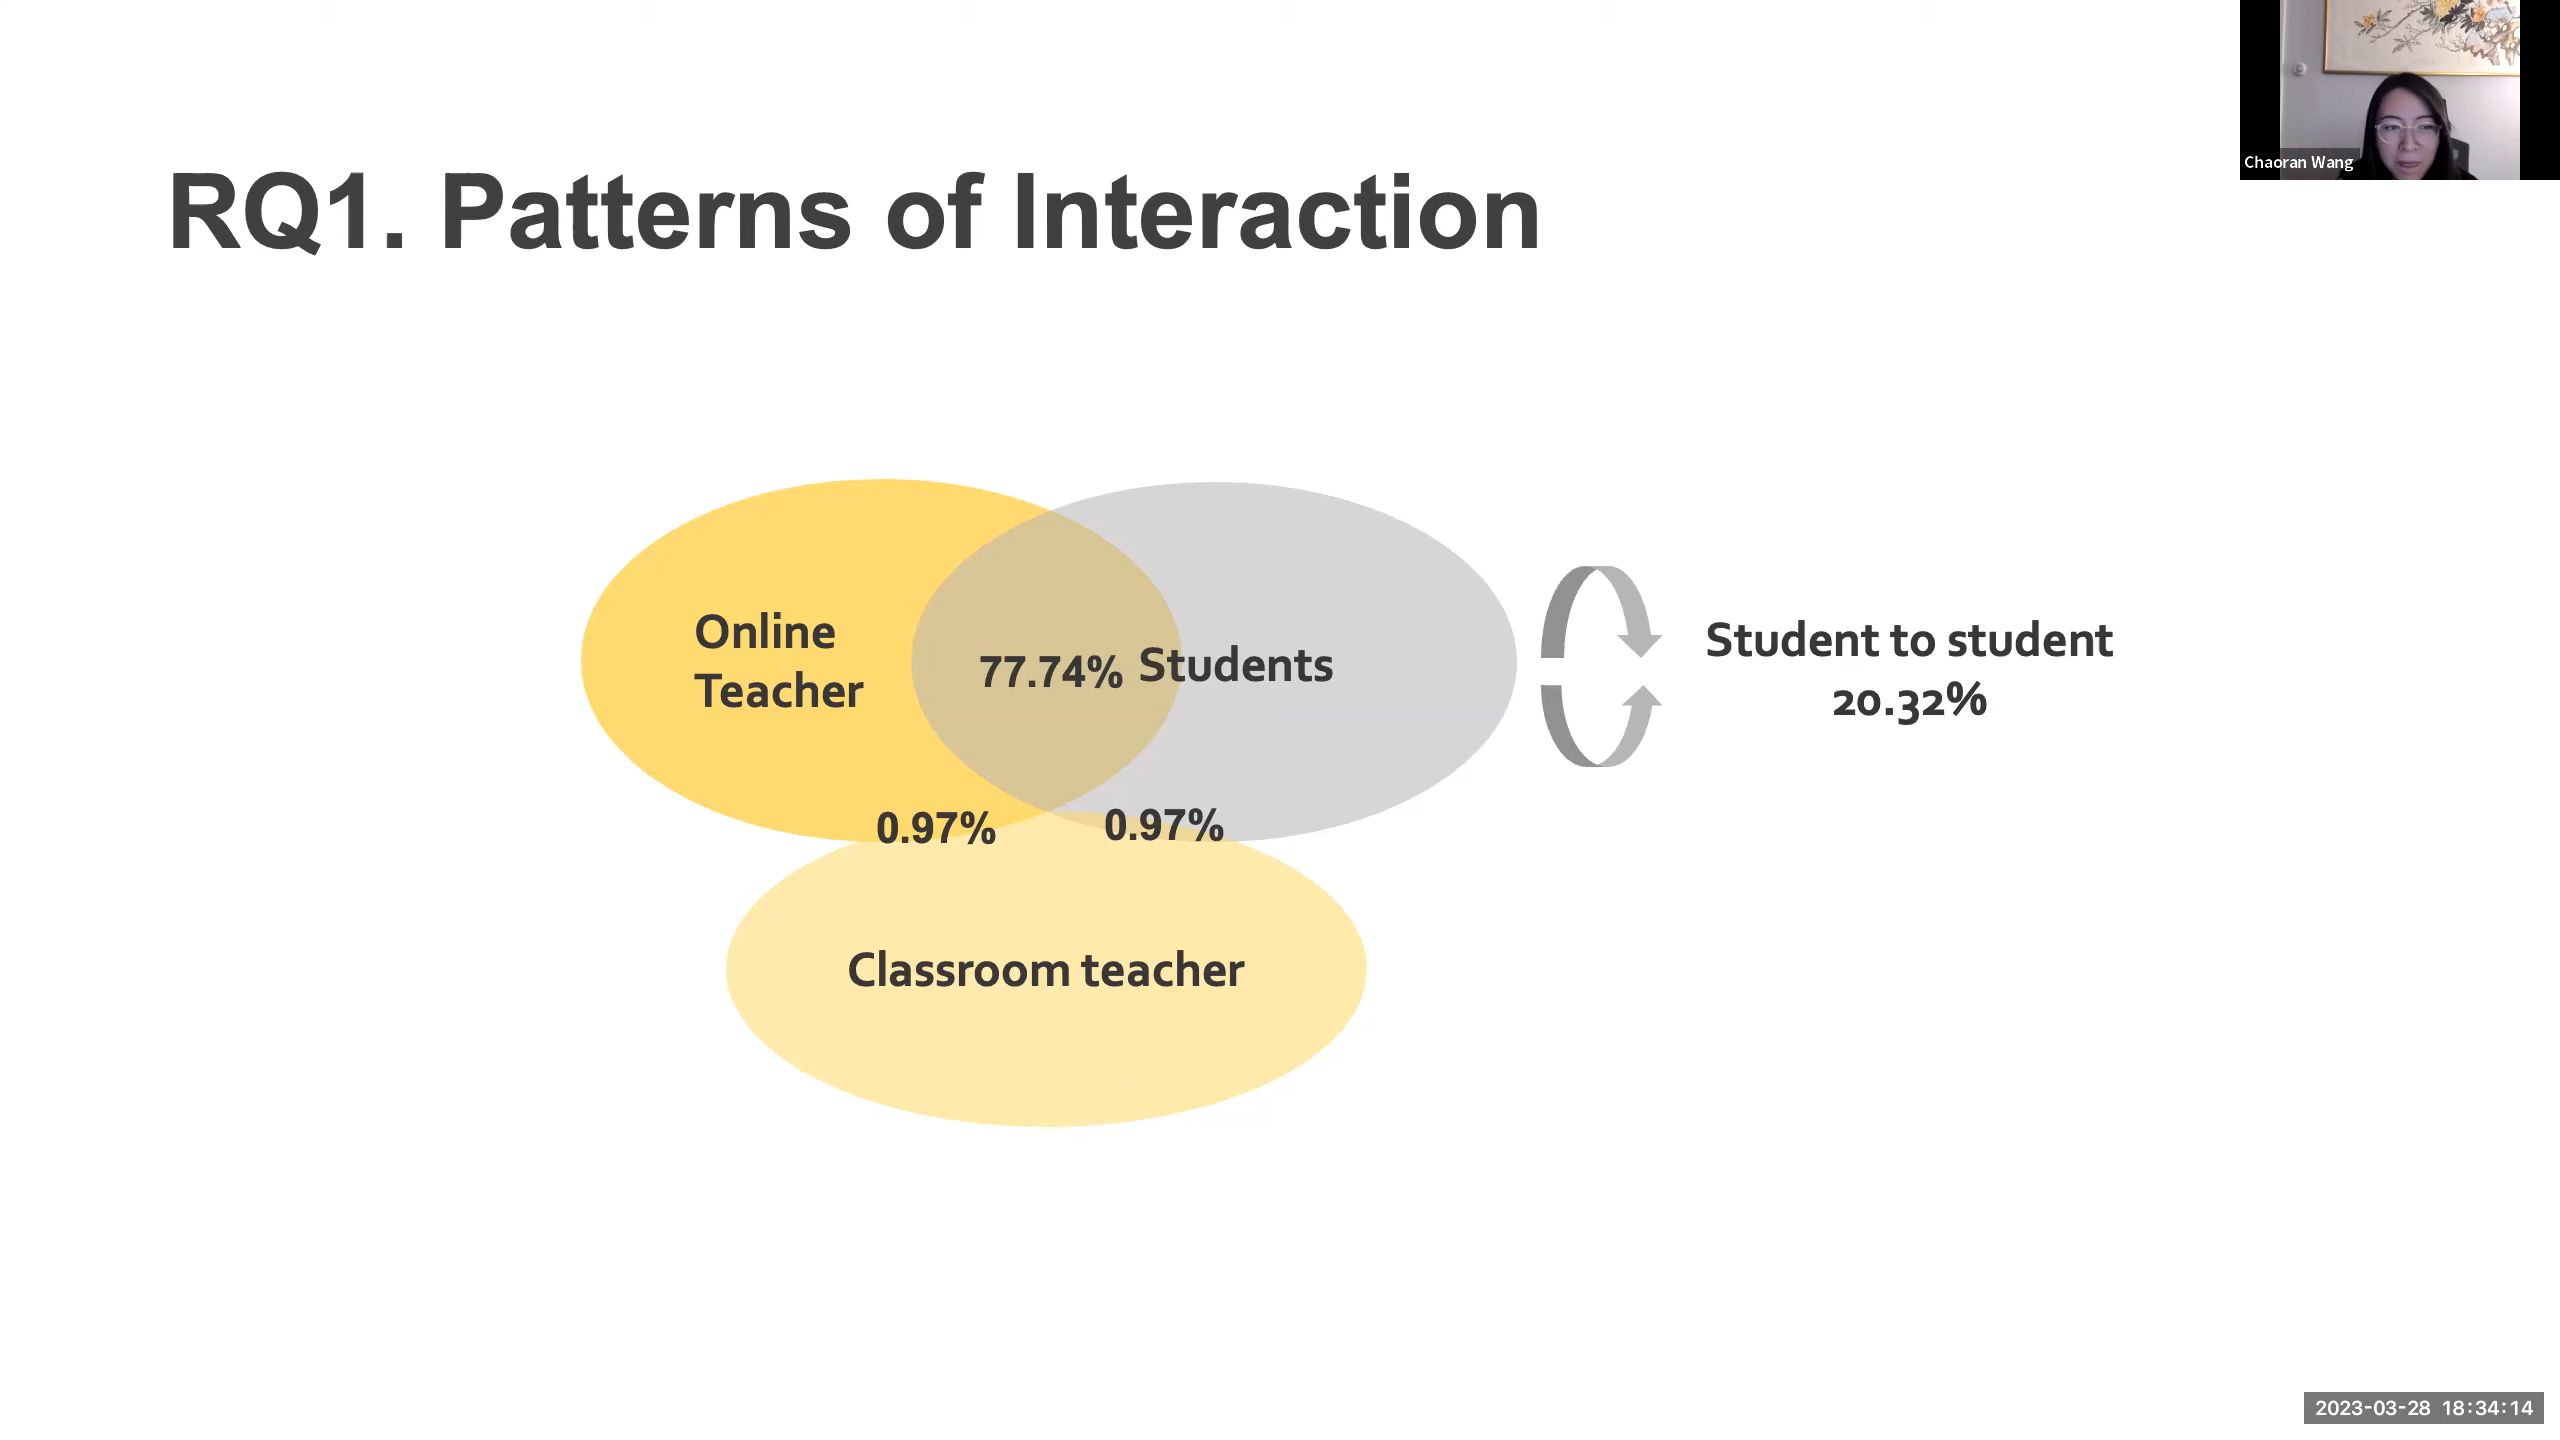 RQ1. Patterns of Interaction
Chaoran Wang
Online
Teacher
77.74%
Students
Student to student
20.32%
0.97%
0.97%
Classroom teacher
2023-03-28 18:34:14